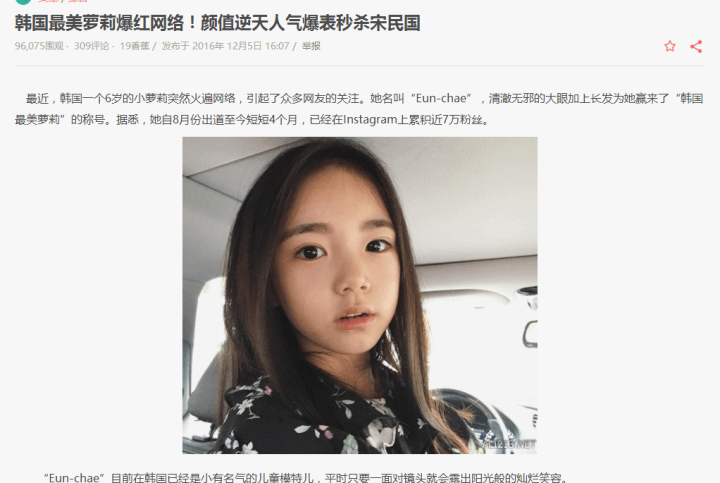 韩国最美萝莉爆红网络！颜值逆天人气爆表秒杀宋民国
96,075围观 · 309评论 · 19香蕉 / 发布于 2016年 12月5日 16:07 / 举报
最近，韩国一个6岁的小萝莉突然火遍网络，引起了众多网友的关注。她名叫“Eun-chae”，清澈无邪的大眼加上长发为她赢来了“韩国
最美萝莉”的称号。据悉，她自8月份出道至今短短4个月，已经在Instagram上累积近7万粉丝。
“Eun-chae”目前在韩国已经是小有名气的儿童模特儿，平时只要一面对镜头就会露出阳光般的灿烂笑容。